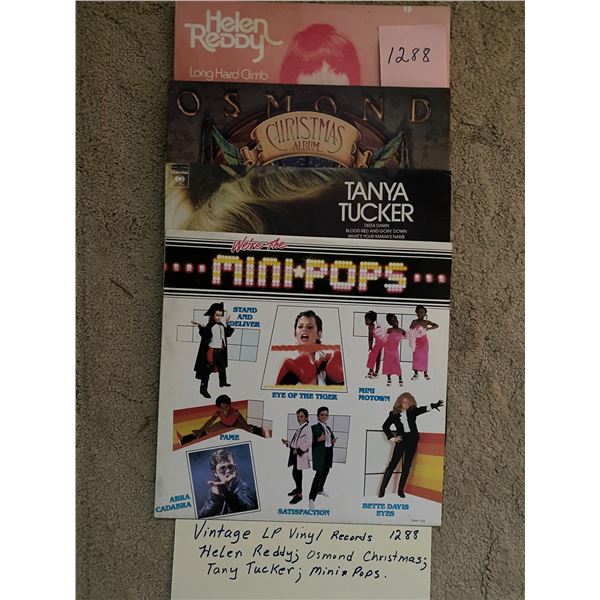 Helen
Reddy
Long Hard Climb
1288
OSMOND
CHRISTMAS
ALBUM
TANYA
TUCKER
DELTA DAWN
BLOOD RED AND GOIN' DOWN
WHAT'S YOUR MAMA'S NAME
We're the
MINI★POPS
STAND
AND
DELIVER
EYE OF THE TIGER
MINI
MOTOWN
FAME
ABRA
CADABRA
SATISFACTION
BETTE DAVIS
EYES
Vintage LP Vinyl Records 1288
Helen Reddy; Osmond Christmas;
Tany Tucker; Mini★Pops.